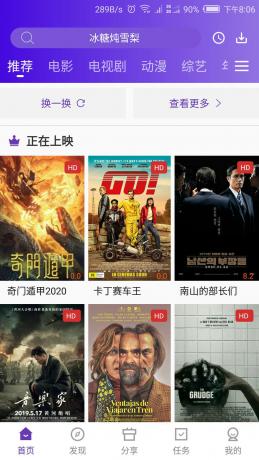 289B/s 90% 下午8:06
冰糖炖雪梨
推荐 电影 电视剧 动漫 综艺
换一换 查看更多
正在上映
HD HD HD
GO!
IN CINEMAS SOON
奇门遁甲
0.0 0.0 8.2
奇门遁甲2020 卡丁赛车王 南山的部长们
HD HD HD
音乐家
2019.5.17
Ventajas de
Viajar en Tren
THE
GRUDGE
首页 发现 分享 任务 我的